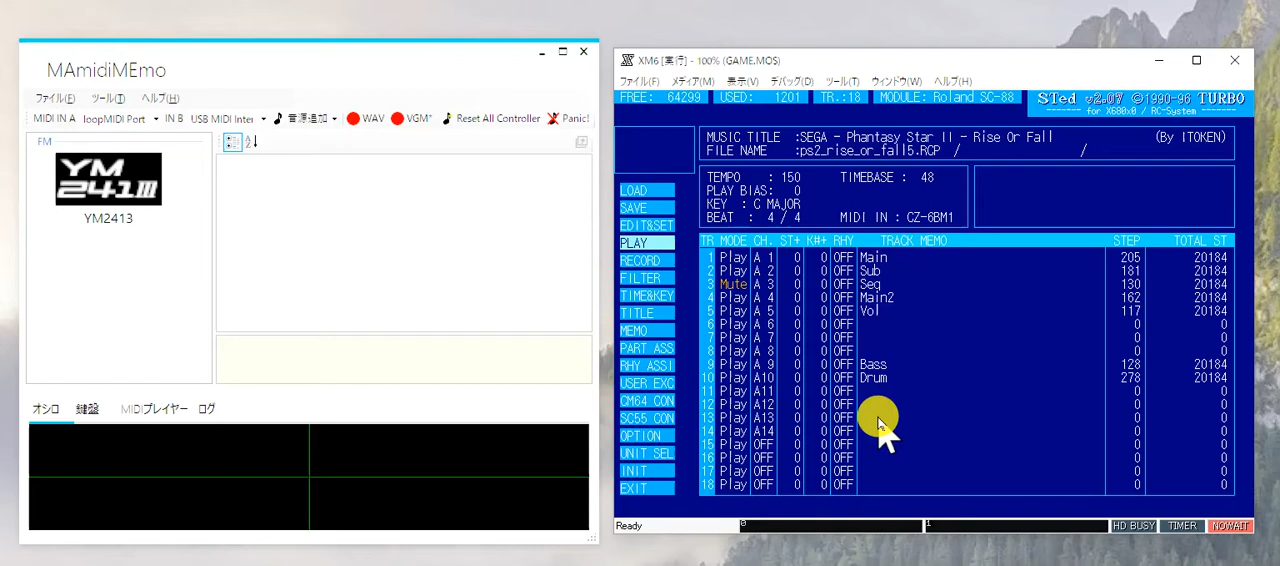 MAmidiMEmo
ファイル(F) ツール(T) ヘルプ(H)
MIDI IN A loopMIDI Port IN B USB MIDI Inter 音源追加 WAV VGM* Reset All Controller Panic!
FM
YM
2413
YM2413
オシロ 鍵盤 MIDIプレイヤー ログ
XM6 [実行] - 100% (GAME.MOS)
ファイル(F) メディア(M) 表示(V) デバッグ(D) ツール(T) ウィンドウ(W) ヘルプ(H)
FREE: 64299 USED: 1201 TR.:18 MODULE: Roland SC-88
STed v2.07 ©1990-96 TURBO
for X680x0 / RC-System
MUSIC TITLE :SEGA - Phantasy Star II - Rise Or Fall (By ITOKEN)
FILE NAME :ps2_rise_or_fall5.RCP / /
TEMPO : 150 TIMEBASE : 48
PLAY BIAS: 0
KEY : C MAJOR
BEAT : 4 / 4 MIDI IN : CZ-6BM1
LOAD
SAVE
EDIT&SET
PLAY
RECORD
FILTER
TIME&KEY
TITLE
MEMO
PART ASS
RHY ASSI
USER EXC
CM64 CON
SC55 CON
OPTION
UNIT SEL
INIT
EXIT
TR MODE CH. ST+ K#+ RHY TRACK MEMO STEP TOTAL ST
1 Play A 1 0 0 OFF Main 205 20184
2 Play A 2 0 0 OFF Sub 181 20184
3 Mute A 3 0 0 OFF Seq 130 20184
4 Play A 4 0 0 OFF Main2 162 20184
5 Play A 5 0 0 OFF Vol 117 20184
6 Play A 6 0 0 OFF 0 0
7 Play A 7 0 0 OFF 0 0
8 Play A 8 0 0 OFF 0 0
9 Play A 9 0 0 OFF Bass 128 20184
10 Play A10 0 0 OFF Drum 278 20184
11 Play A11 0 0 OFF 0 0
12 Play A12 0 0 OFF 0 0
13 Play A13 0 0 OFF 0 0
14 Play A14 0 0 OFF 0 0
15 Play OFF 0 0 OFF 0 0
16 Play OFF 0 0 OFF 0 0
17 Play OFF 0 0 OFF 0 0
18 Play OFF 0 0 OFF 0 0
Ready 0 1 HD BUSY TIMER NOWAIT